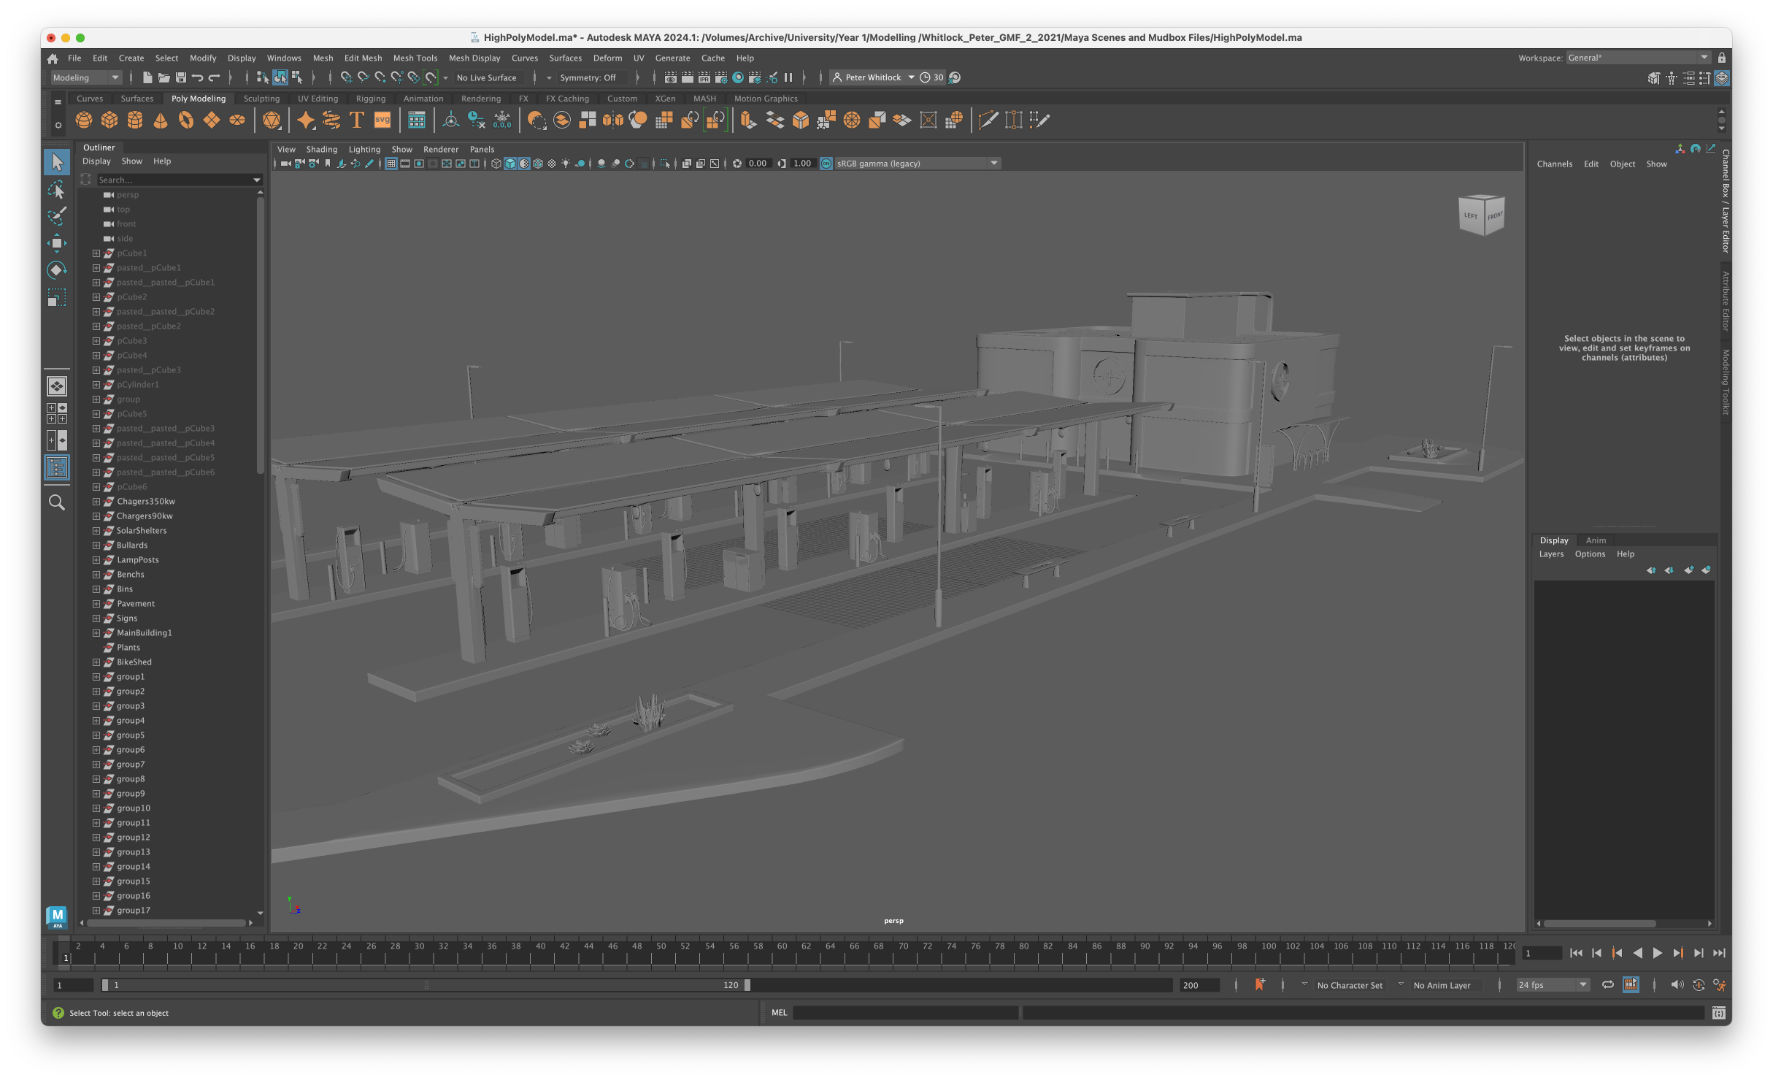 HighPolyModel.ma* - Autodesk MAYA 2024.1: /Volumes/Archive/University/Year 1/Modelling /Whitlock_Peter_GMF_2_2021/Maya Scenes and Mudbox Files/HighPolyModel.ma
File Edit Create Select Modify Display Windows Mesh Edit Mesh Mesh Tools Mesh Display Curves Surfaces Deform UV Generate Cache Help
Workspace: General*
Modeling No Live Surface Symmetry: Off Peter Whitlock 30
Curves Surfaces Poly Modeling Sculpting UV Editing Rigging Animation Rendering FX FX Caching Custom XGen MASH Motion Graphics
T SVG 0,0,0
Outliner
Display Show Help
Search...
persp
top
front
side
pCube1
pasted__pCube1
pasted__pasted__pCube1
pCube2
pasted__pasted__pCube2
pasted__pCube2
pCube3
pCube4
pasted__pCube3
pCylinder1
group
pCube5
pasted__pasted__pCube3
pasted__pasted__pCube4
pasted__pasted__pCube5
pasted__pasted__pCube6
pCube6
Chagers350kw
Chargers90kw
SolarShelters
Bullards
LampPosts
Benchs
Bins
Pavement
Signs
MainBuilding1
Plants
BikeShed
group1
group2
group3
group4
group5
group6
group7
group8
group9
group10
group11
group12
group13
group14
group15
group16
group17
View Shading Lighting Show Renderer Panels
0.00 1.00 sRGB gamma (legacy)
LEFT FRONT
persp
Channels Edit Object Show
Select objects in the scene to
view, edit and set keyframes on
channels (attributes)
Channel Box / Layer Editor
Attribute Editor
Modeling Toolkit
Display Anim
Layers Options Help
M
2 4 6 8 10 12 14 16 18 20 22 24 26 28 30 32 34 36 38 40 42 44 46 48 50 52 54 56 58 60 62 64 66 68 70 72 74 76 78 80 82 84 86 88 90 92 94 96 98 100 102 104 106 108 110 112 114 116 118 120
1
1
1 1 120 200 No Character Set No Anim Layer 24 fps
Select Tool: select an object
MEL